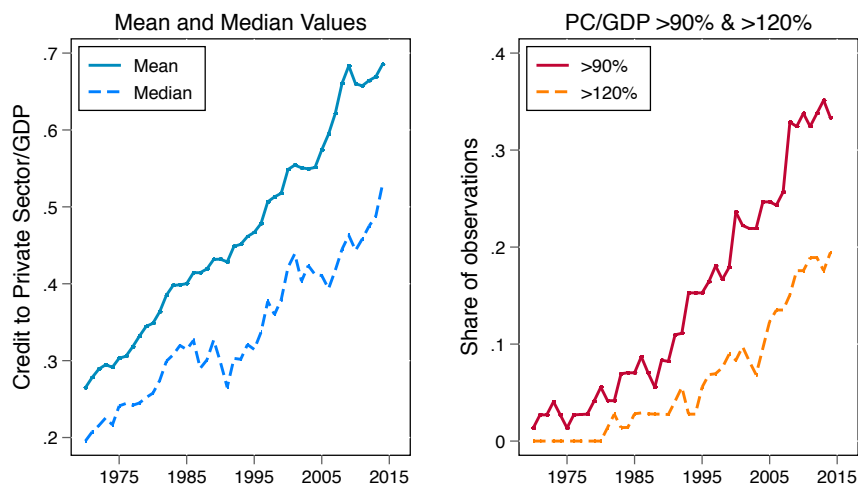 Mean and Median Values
Mean
Median
Credit to Private Sector/GDP
.7
.6
.5
.4
.3
.2
1975 1985 1995 2005 2015
PC/GDP >90% & >120%
>90%
>120%
Share of observations
.4
.3
.2
.1
0
1975 1985 1995 2005 2015